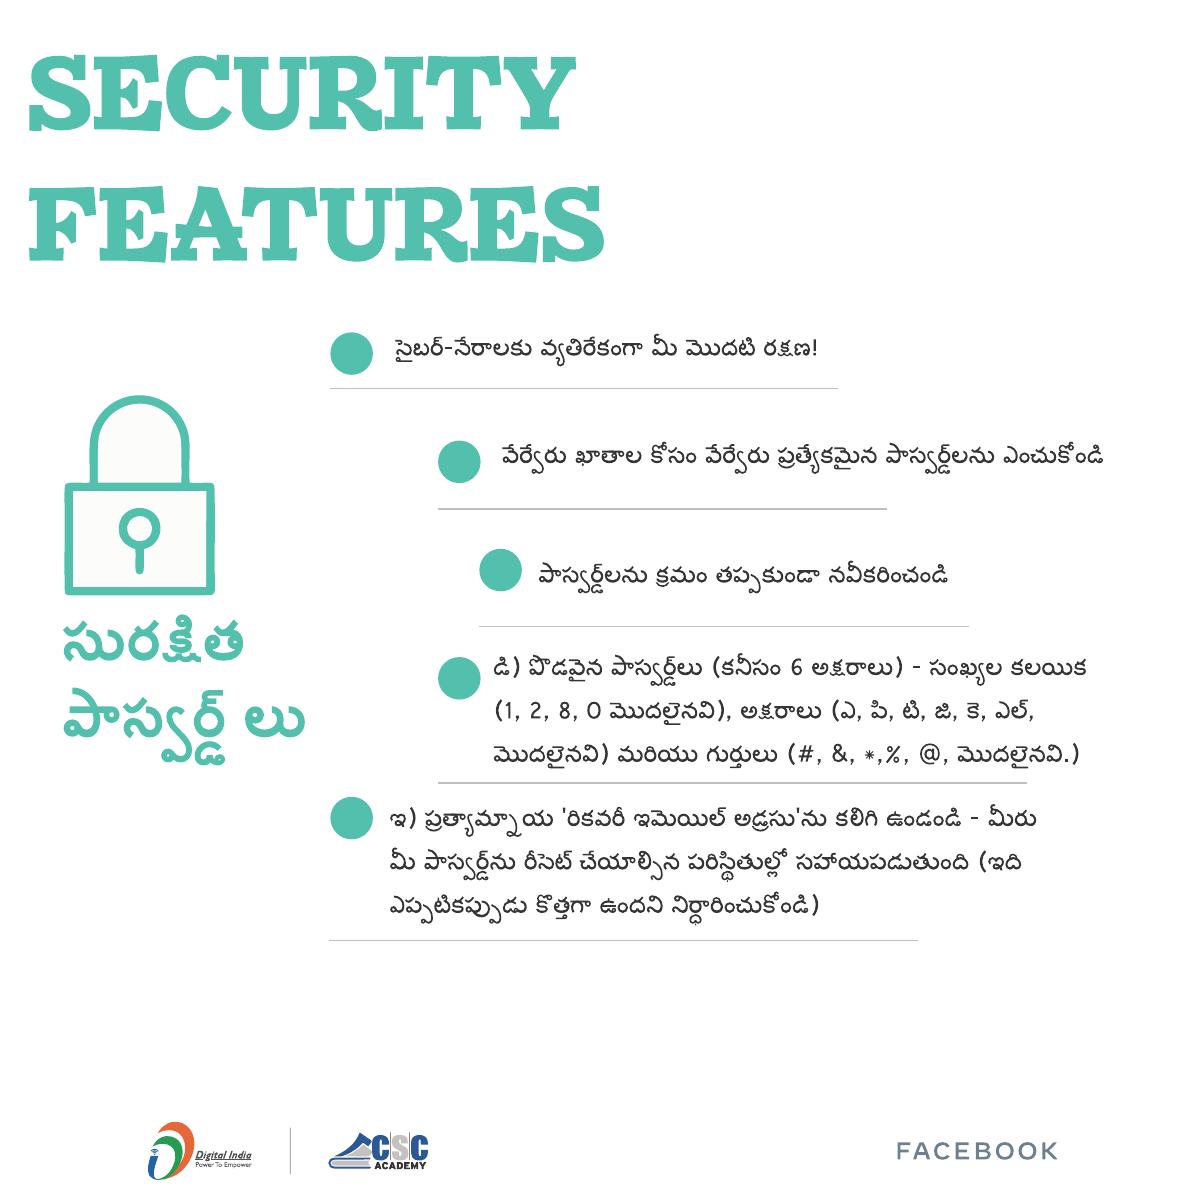 SECURITY
FEATURES
సైబర్-నేరాలకు వ్యతిరేకంగా మీ మొదటి రక్షణ!
వేర్వేరు ఖాతాల కోసం వేర్వేరు ప్రత్యేకమైన పాస్వర్డ్‌లను ఎంచుకోండి
పాస్వర్డ్‌లను క్రమం తప్పకుండా నవీకరించండి
సురక్షిత
పాస్వర్డ్ లు
డి) పొడవైన పాస్వర్డ్‌లు (కనీసం 6 అక్షరాలు) - సంఖ్యల కలయిక
(1, 2, 8, 0 మొదలైనవి), అక్షరాలు (ఎ, పి, టి, జి, కె, ఎల్,
మొదలైనవి) మరియు గుర్తులు (#, &, *,%, @, మొదలైనవి.)
ఇ) ప్రత్యామ్నాయ 'రికవరీ ఇమెయిల్ అడ్రసు'ను కలిగి ఉండండి - మీరు
మీ పాస్వర్డ్‌ను రీసెట్ చేయాల్సిన పరిస్థితుల్లో సహాయపడుతుంది (ఇది
ఎప్పటికప్పుడు కొత్తగా ఉందని నిర్ధారించుకోండి)
Digital India
Power To Empower
CSC
ACADEMY
FACEBOOK